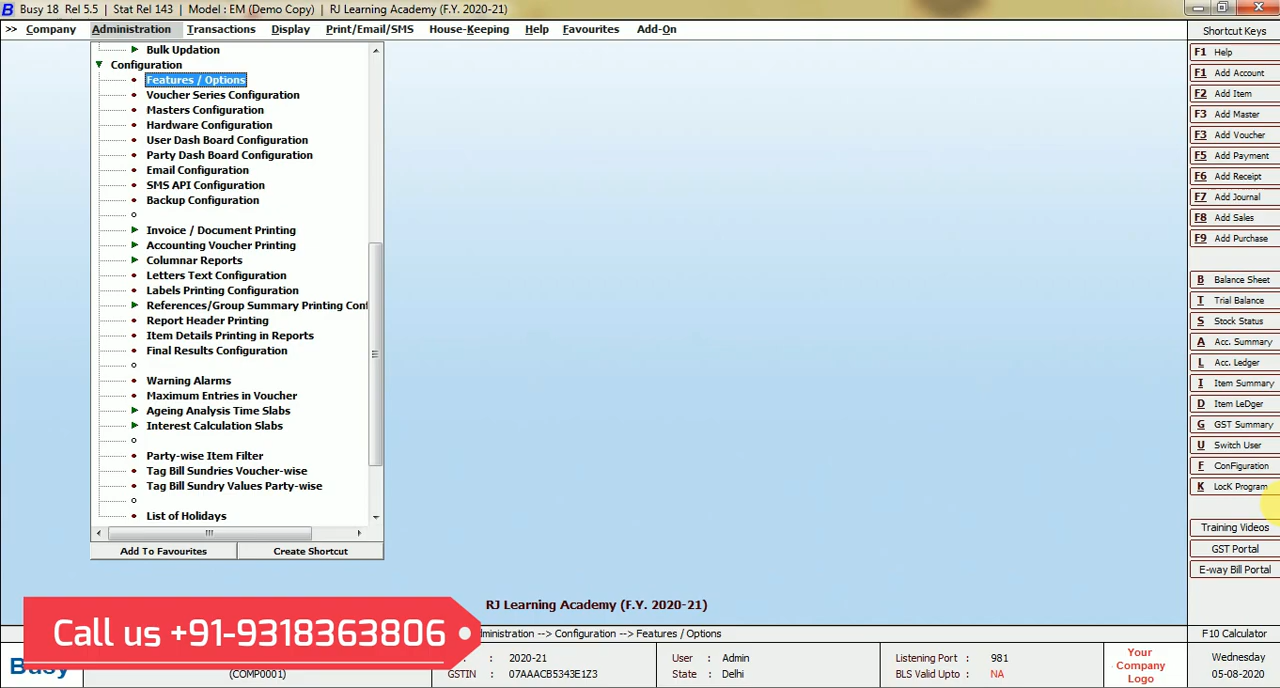 Busy 18 Rel 5.5 | Stat Rel 143 | Model : EM (Demo Copy) | RJ Learning Academy (F.Y. 2020-21)
>> Company Administration Transactions Display Print/Email/SMS House-Keeping Help Favourites Add-On
Bulk Updation
Configuration
Features / Options
Voucher Series Configuration
Masters Configuration
Hardware Configuration
User Dash Board Configuration
Party Dash Board Configuration
Email Configuration
SMS API Configuration
Backup Configuration
Invoice / Document Printing
Accounting Voucher Printing
Columnar Reports
Letters Text Configuration
Labels Printing Configuration
References/Group Summary Printing Conf
Report Header Printing
Item Details Printing in Reports
Final Results Configuration
Warning Alarms
Maximum Entries in Voucher
Ageing Analysis Time Slabs
Interest Calculation Slabs
Party-wise Item Filter
Tag Bill Sundries Voucher-wise
Tag Bill Sundry Values Party-wise
List of Holidays
Add To Favourites Create Shortcut
Shortcut Keys
F1 Help
F1 Add Account
F2 Add Item
F3 Add Master
F3 Add Voucher
F5 Add Payment
F6 Add Receipt
F7 Add Journal
F8 Add Sales
F9 Add Purchase
B Balance Sheet
T Trial Balance
S Stock Status
A Acc. Summary
L Acc. Ledger
I Item Summary
D Item LeDger
G GST Summary
U Switch User
F ConFiguration
K LocK Program
Training Videos
GST Portal
E-way Bill Portal
RJ Learning Academy (F.Y. 2020-21)
Call us +91-9318363806
ministration --> Configuration --> Features / Options
F10 Calculator
Busy
(COMP0001)
: 2020-21
GSTIN : 07AAACB5343E1Z3
User : Admin
State : Delhi
Listening Port : 981
BLS Valid Upto : NA
Your
Company
Logo
Wednesday
05-08-2020